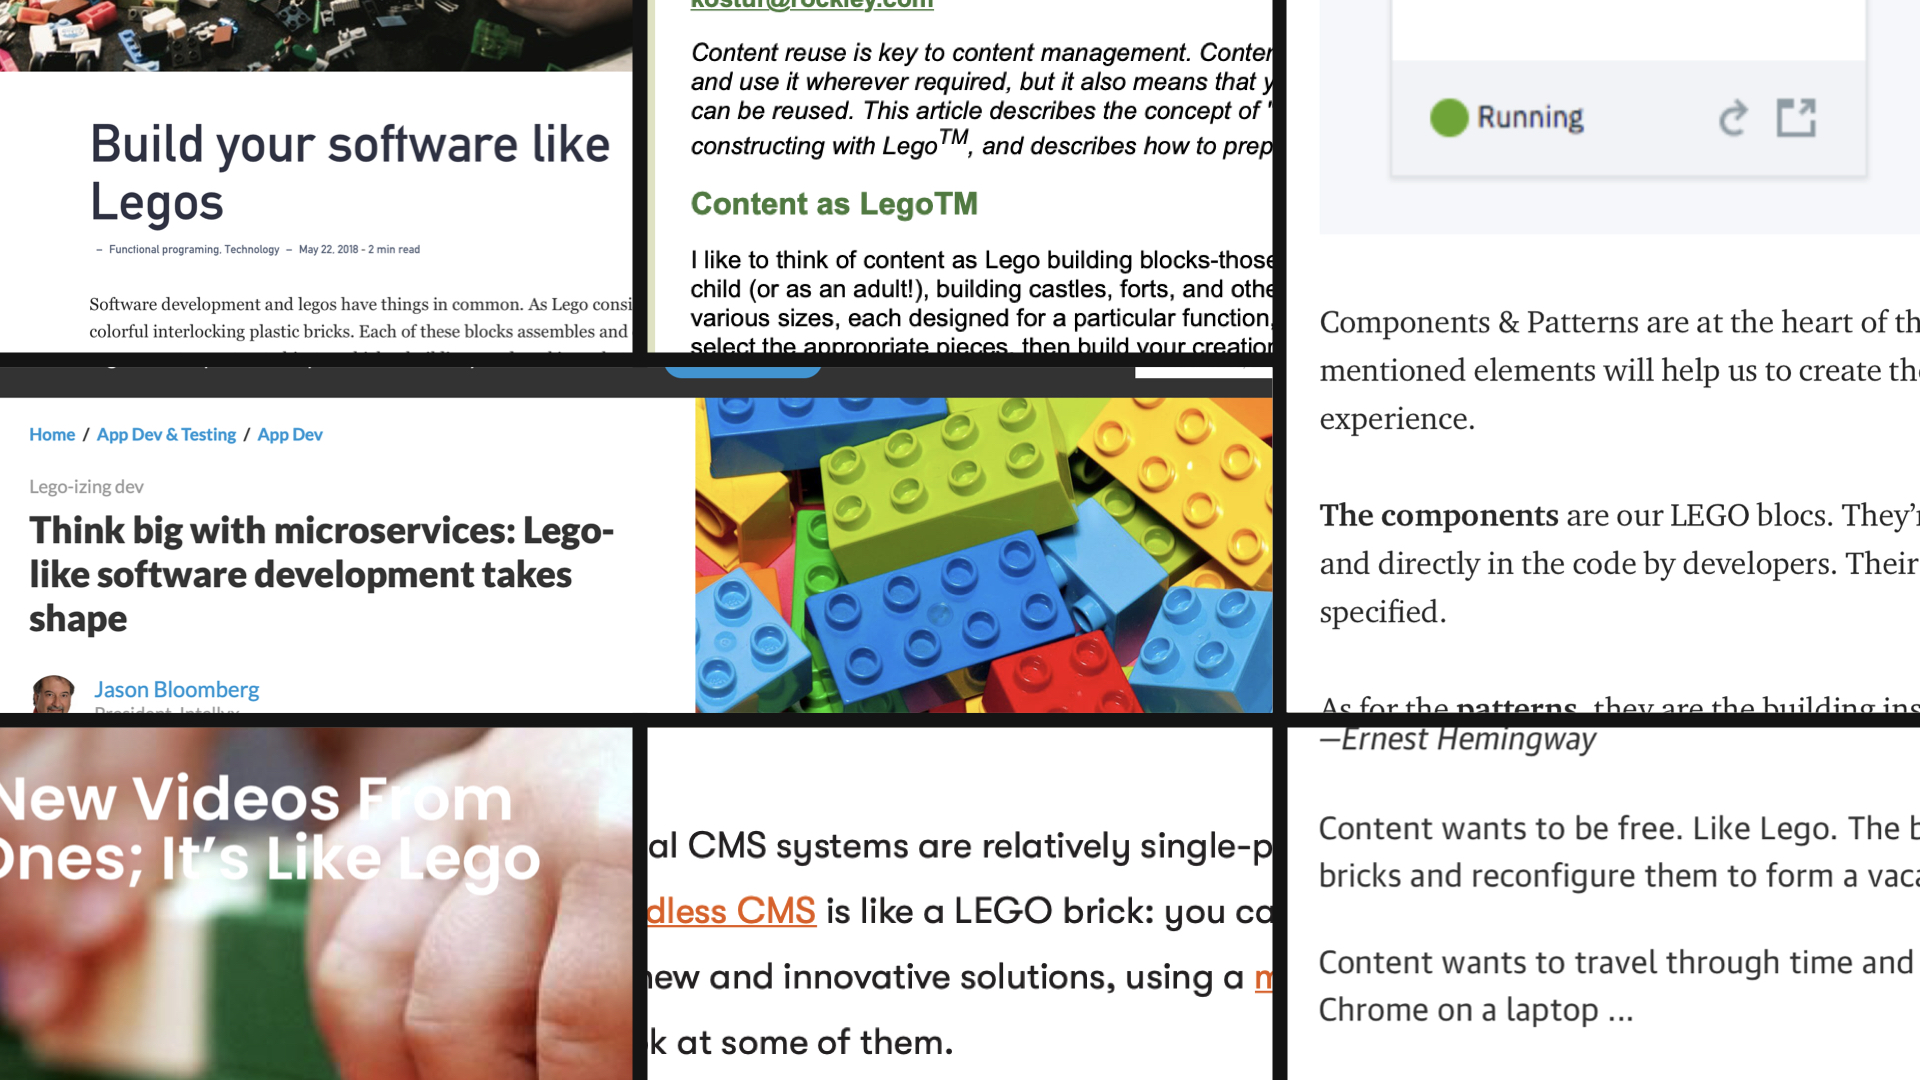 Build your software like
Legos
– Functional programing, Technology – May 22, 2018 - 2 min read
Software development and legos have things in common. As Lego consi
colorful interlocking plastic bricks. Each of these blocks assembles and
kostur@rockley.com
Content reuse is key to content management. Conten
and use it wherever required, but it also means that y
can be reused. This article describes the concept of "
constructing with Lego™, and describes how to prep
Content as LegoTM
I like to think of content as Lego building blocks-those
child (or as an adult!), building castles, forts, and othe
various sizes, each designed for a particular function,
select the appropriate pieces, then build your creation
Running
Components & Patterns are at the heart of th
mentioned elements will help us to create the
experience.
The components are our LEGO blocs. They'r
and directly in the code by developers. Their
specified.
As for the patterns, they are the building ins
Home / App Dev & Testing / App Dev
Lego-izing dev
Think big with microservices: Lego-
like software development takes
shape
Jason Bloomberg
President, Intellyx
New Videos From
Ones; It's Like Lego
al CMS systems are relatively single-p
dless CMS is like a LEGO brick: you ca
new and innovative solutions, using a m
k at some of them.
—Ernest Hemingway
Content wants to be free. Like Lego. The b
bricks and reconfigure them to form a vaca
Content wants to travel through time and
Chrome on a laptop ...